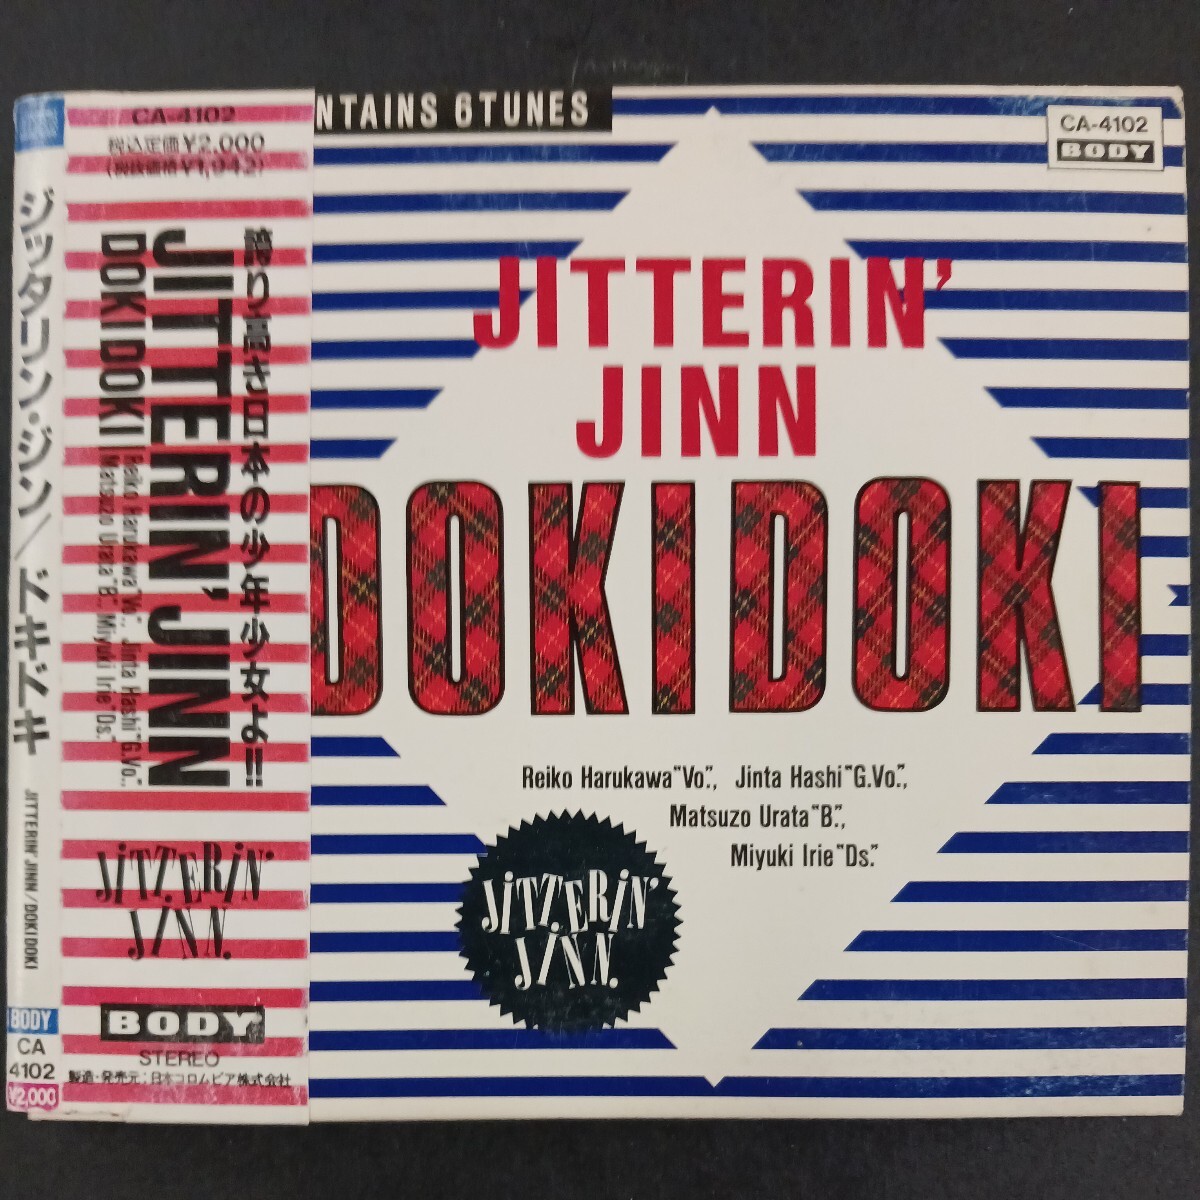 ジッタリン・ジン/ドキドキ
JITTERIN' JINN/DOKIDOKI
BODY
CA
4102
¥2,000
CA-4102
税込定価¥2,000
(税抜価格¥1,942)
誇り高き日本の少年少女よ!!
JITTERIN' JINN
DOKIDOKI
Reiko Harukawa"Vo.", Jinta Hashi"G.Vo.",
Matsuzo Urata"B.", Miyuki Irie"Ds."
JiTTERiN'
JiNN.
BODY
STEREO
製造・発売元;日本コロムビア株式会社
NTAINS 6TUNES
CA-4102
BODY
JITTERIN'
JINN
DOKIDOKI
Reiko Harukawa"Vo.", Jinta Hashi"G.Vo.",
Matsuzo Urata"B.",
Miyuki Irie"Ds."
JiTTERiN'
JiNN.